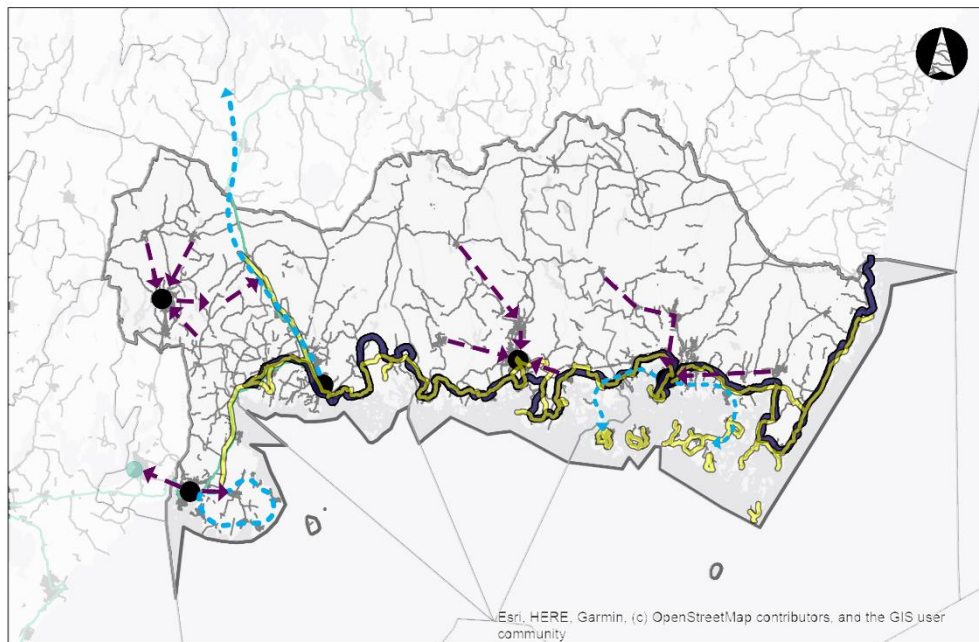 Esri, HERE, Garmin, (c) OpenStreetMap contributors, and the GIS user
community